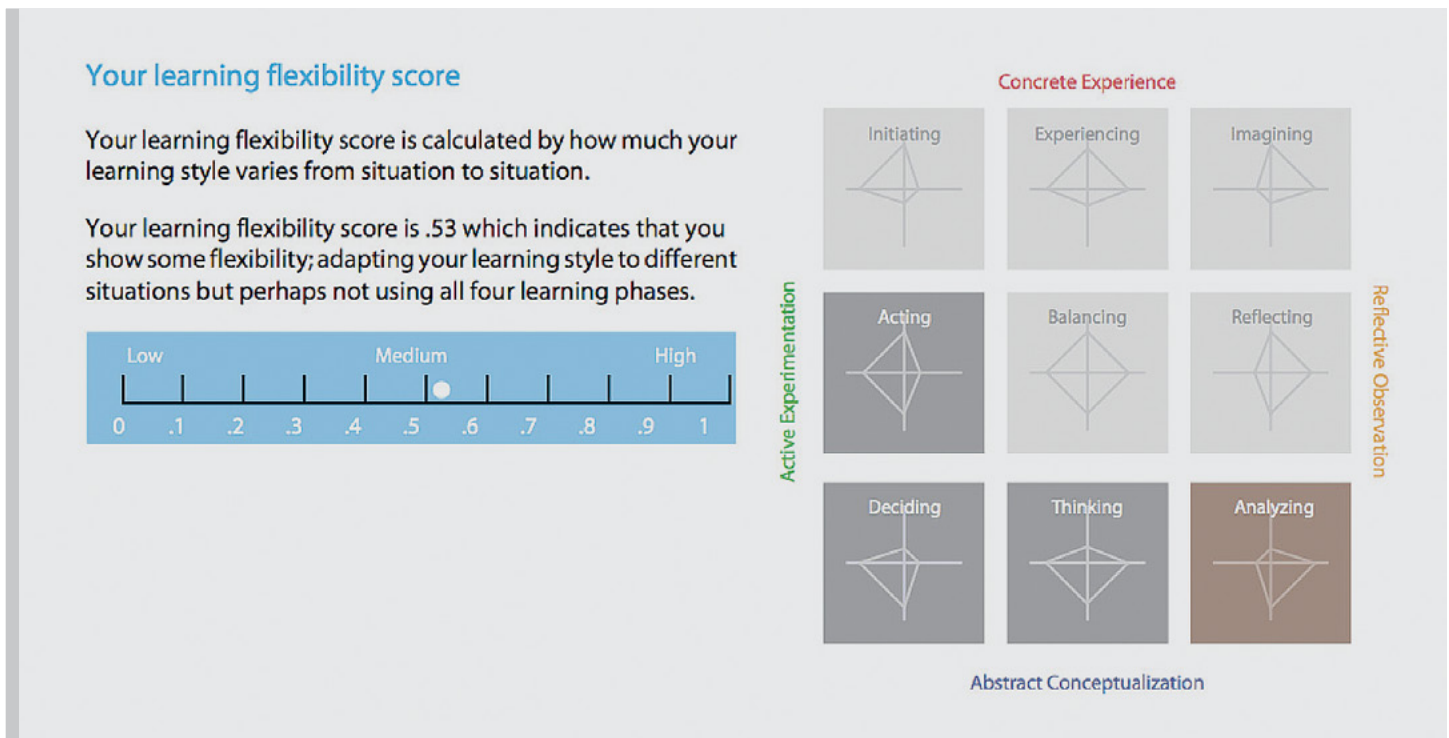 Your learning flexibility score
Your learning flexibility score is calculated by how much your
learning style varies from situation to situation.
Your learning flexibility score is .53 which indicates that you
show some flexibility; adapting your learning style to different
situations but perhaps not using all four learning phases.
Low Medium High
0 .1 .2 .3 .4 .5 .6 .7 .8 .9 1
Concrete Experience
Initiating Experiencing Imagining
Active Experimentation
Acting Balancing Reflecting
Reflective Observation
Deciding Thinking Analyzing
Abstract Conceptualization